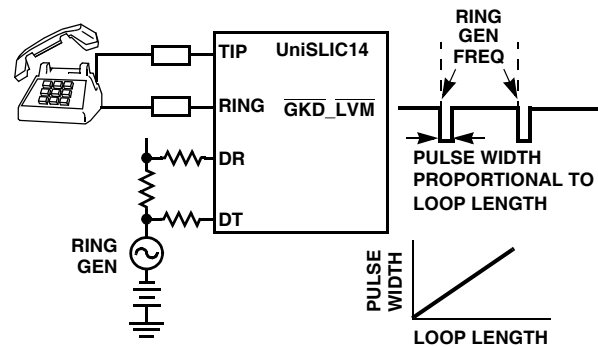 TIP
UniSLIC14
RING
GKD_LVM
DR
DT
RING
GEN
RING
GEN
FREQ
PULSE WIDTH
PROPORTIONAL TO
LOOP LENGTH
PULSE
WIDTH
LOOP LENGTH